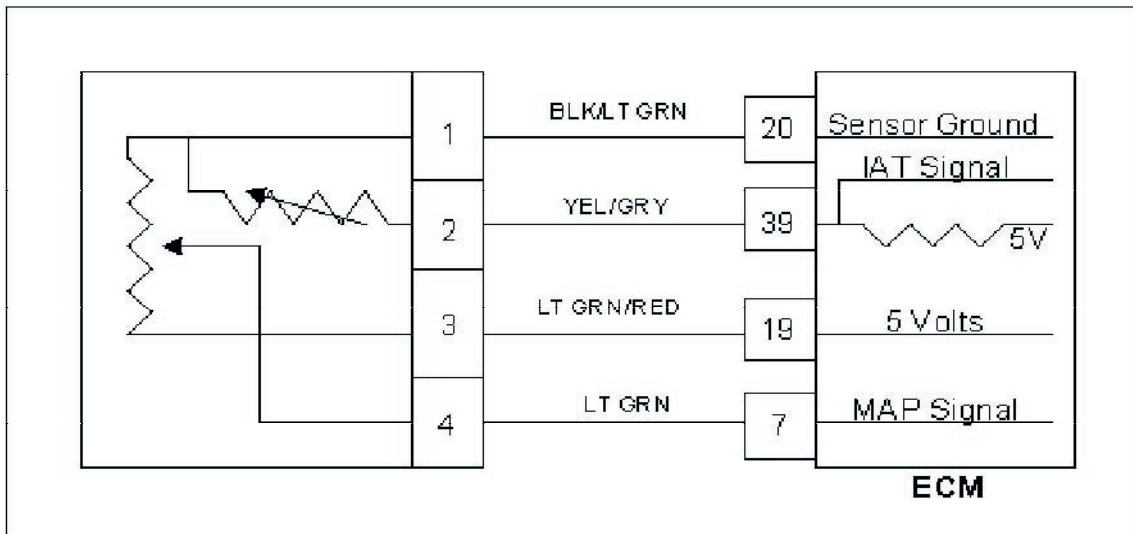 1 BLK/LT GRN 20 Sensor Ground
IAT Signal
2 YEL/GRY 39 5V
3 LT GRN/RED 19 5 Volts
4 LT GRN 7 MAP Signal
ECM